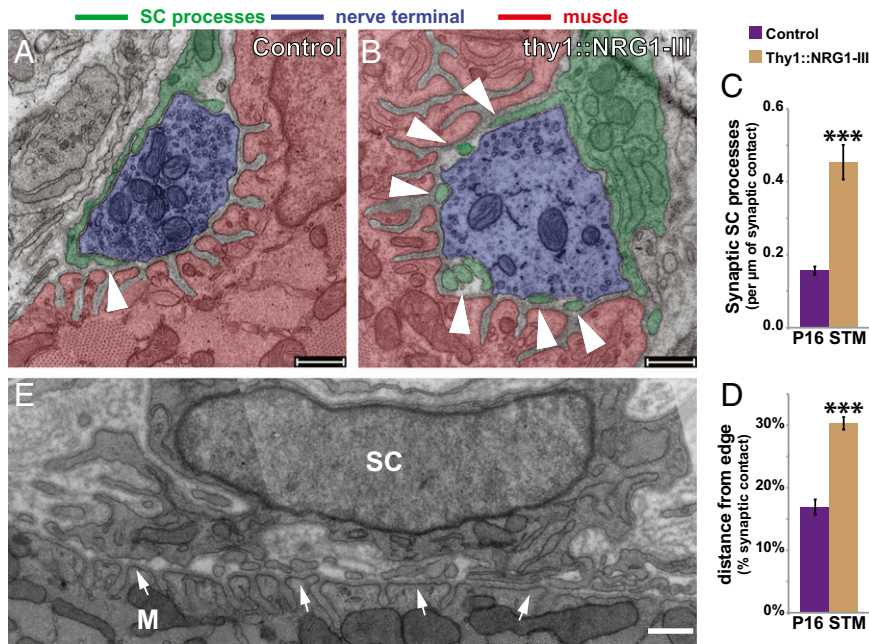 SC processes nerve terminal muscle
A Control
B thy1::NRG1-III
Control
Thy1::NRG1-III
C
Synaptic SC processes
(per µm of synaptic contact)
0.6
0.4
0.2
0.0
***
P16 STM
D
distance from edge
(% synaptic contact)
30%
20%
10%
0%
***
P16 STM
E
SC
M